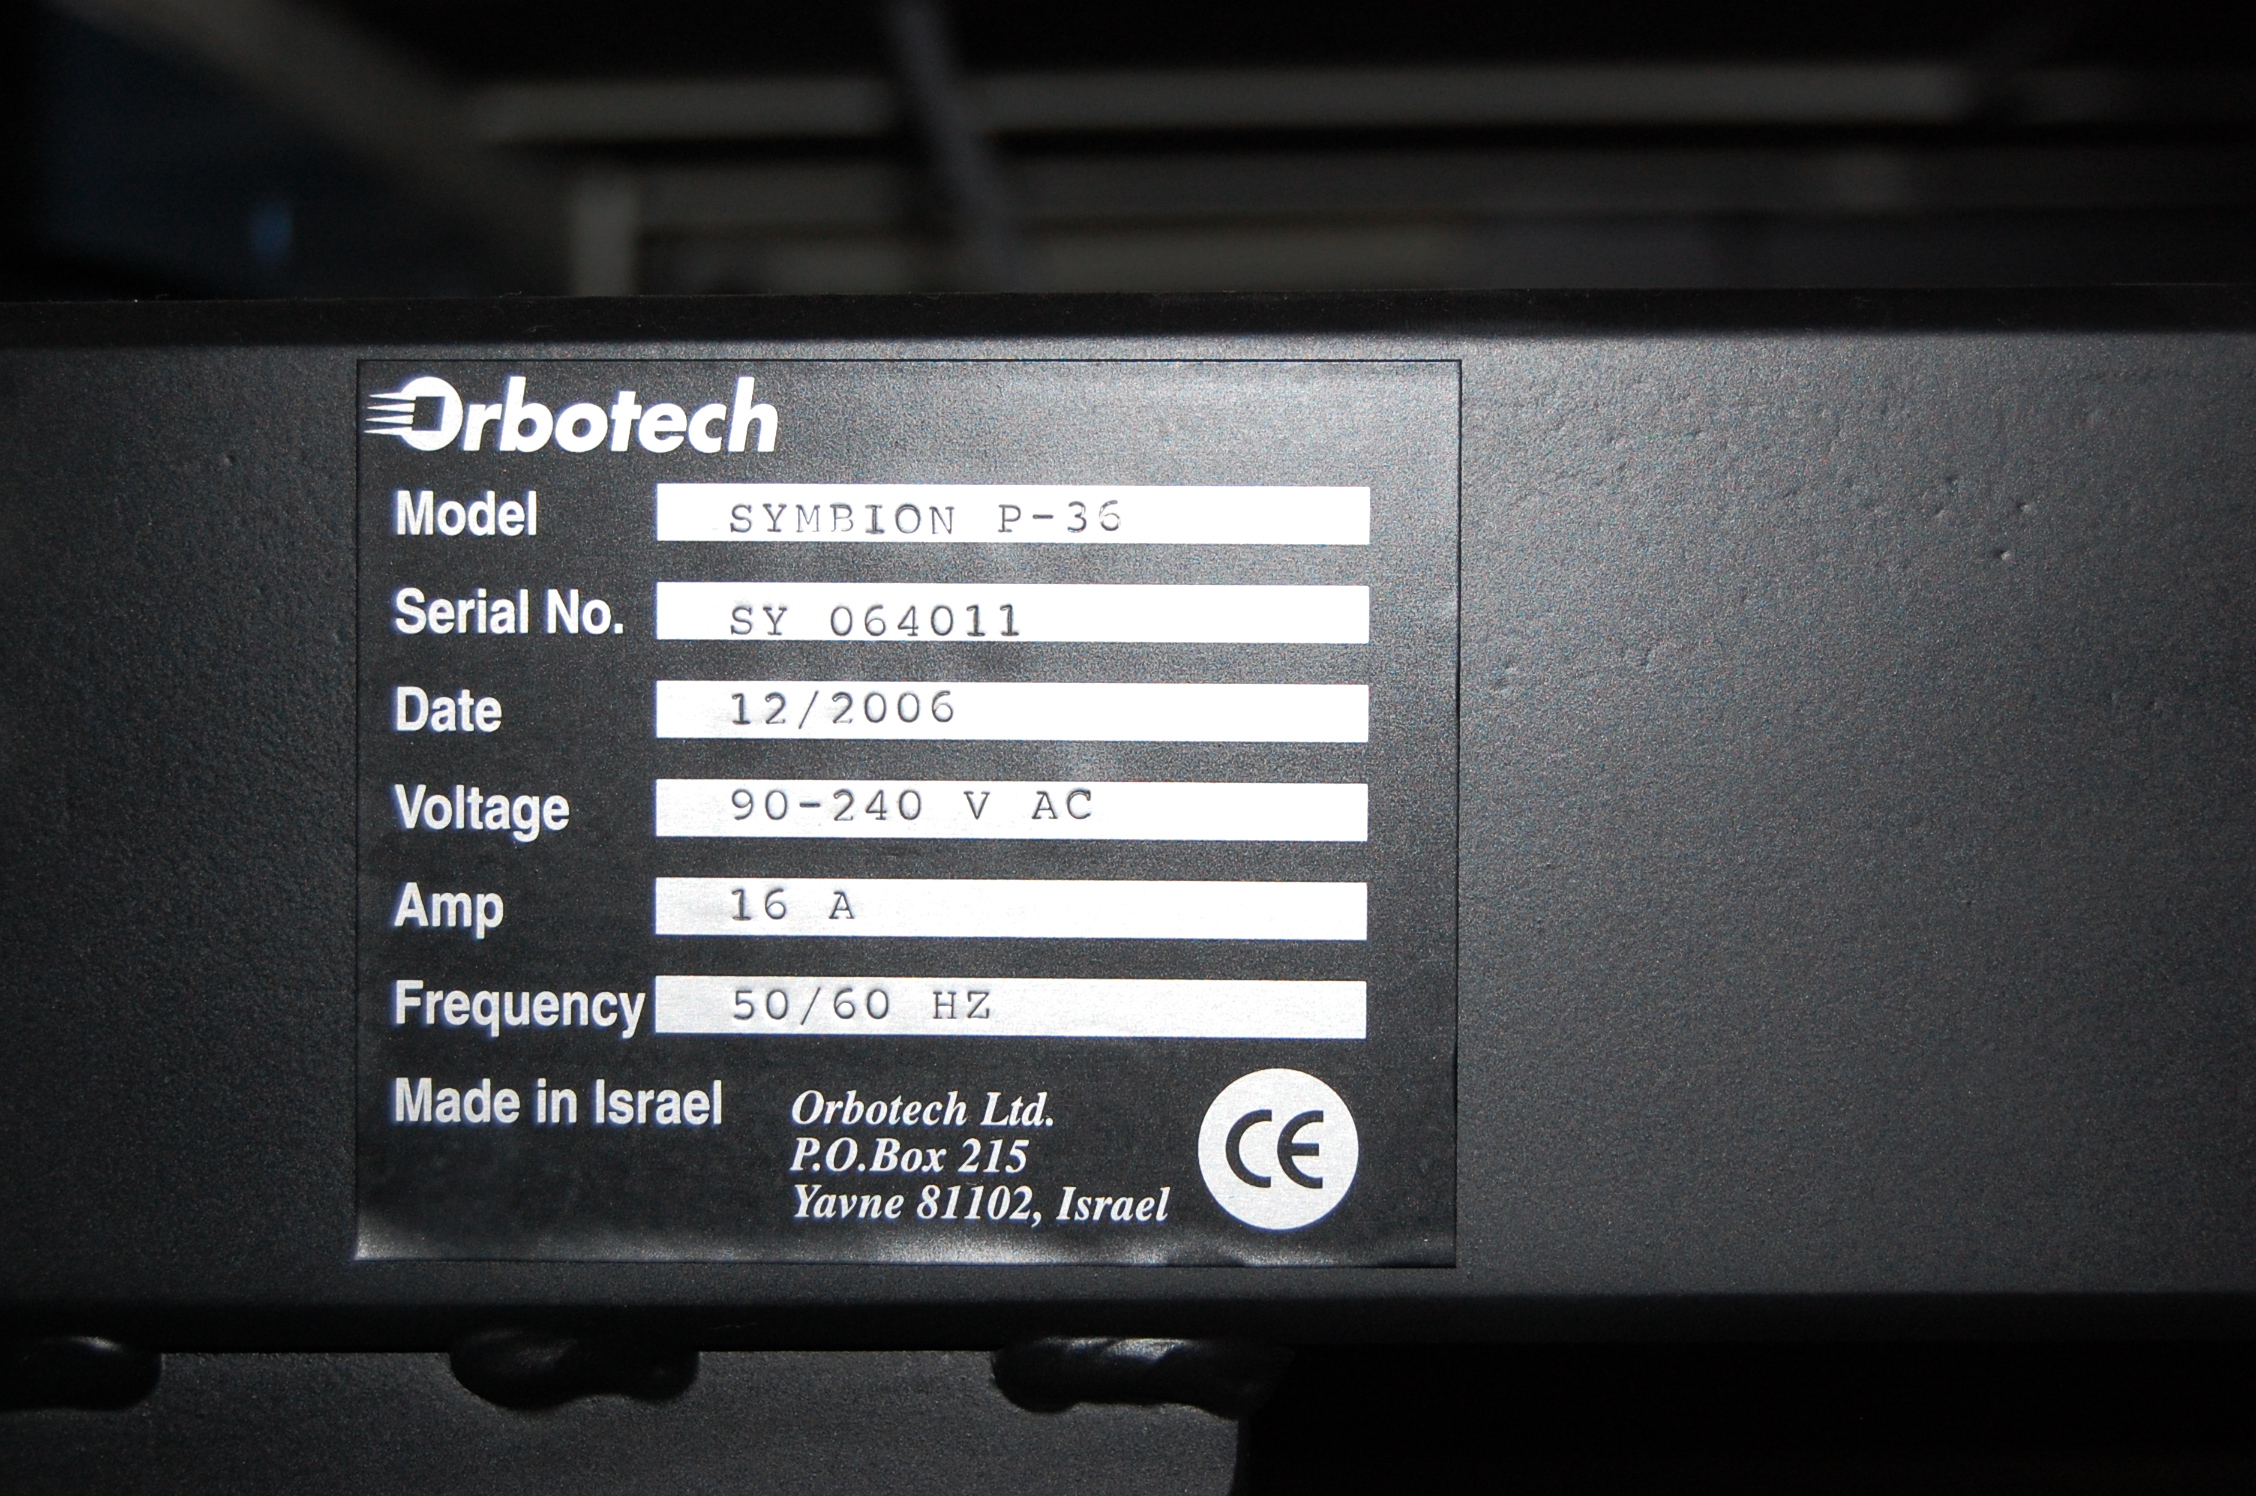 Orbotech
Model SYMBION P-36
Serial No. SY 064011
Date 12/2006
Voltage 90-240 V AC
Amp 16 A
Frequency 50/60 HZ
Made in Israel
Orbotech Ltd.
P.O.Box 215
Yavne 81102, Israel
CE